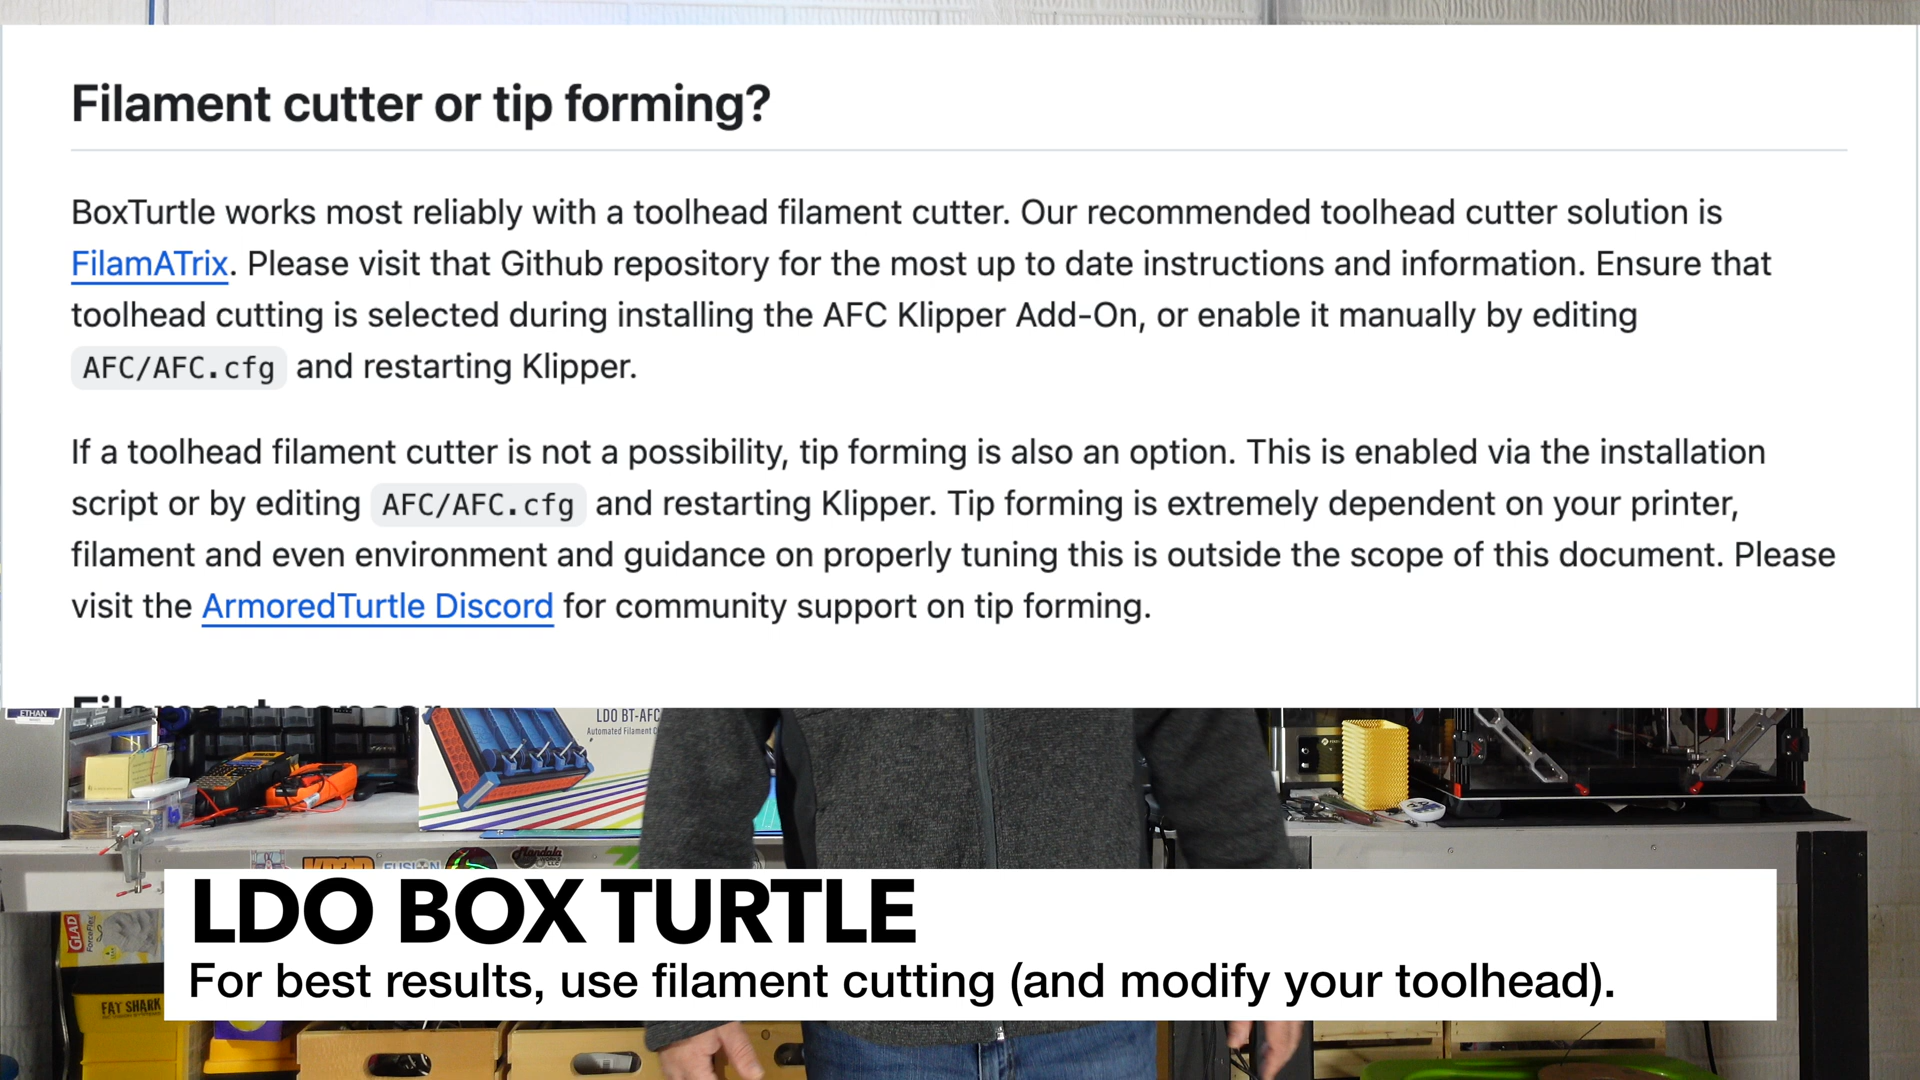 Filament cutter or tip forming?
BoxTurtle works most reliably with a toolhead filament cutter. Our recommended toolhead cutter solution is
FilamATrix. Please visit that Github repository for the most up to date instructions and information. Ensure that
toolhead cutting is selected during installing the AFC Klipper Add-On, or enable it manually by editing
AFC/AFC.cfg and restarting Klipper.
If a toolhead filament cutter is not a possibility, tip forming is also an option. This is enabled via the installation
script or by editing AFC/AFC.cfg and restarting Klipper. Tip forming is extremely dependent on your printer,
filament and even environment and guidance on properly tuning this is outside the scope of this document. Please
visit the ArmoredTurtle Discord for community support on tip forming.
ETHAN
LDO BT-AFC
Automated Filament
FUSION
Mandala
GLAD
ForceFlex
LDO BOX TURTLE
For best results, use filament cutting (and modify your toolhead).
FAT SHARK